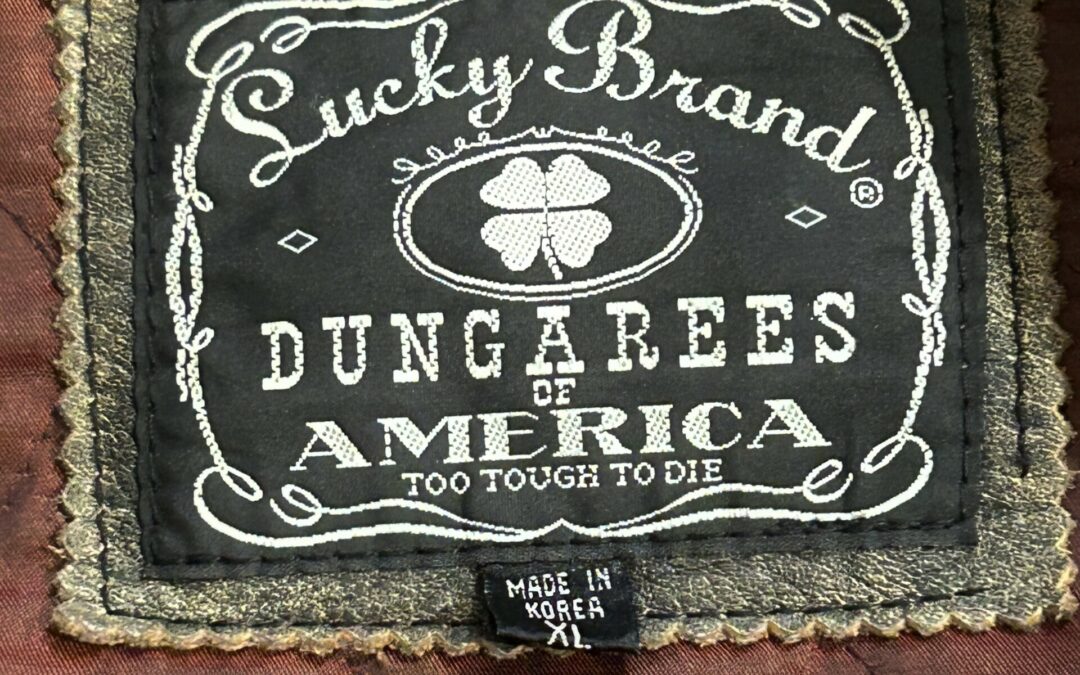 Lucky Brand®
DUNGAREES
OF
AMERICA
TOO TOUGH TO DIE
MADE IN
KOREA
XL